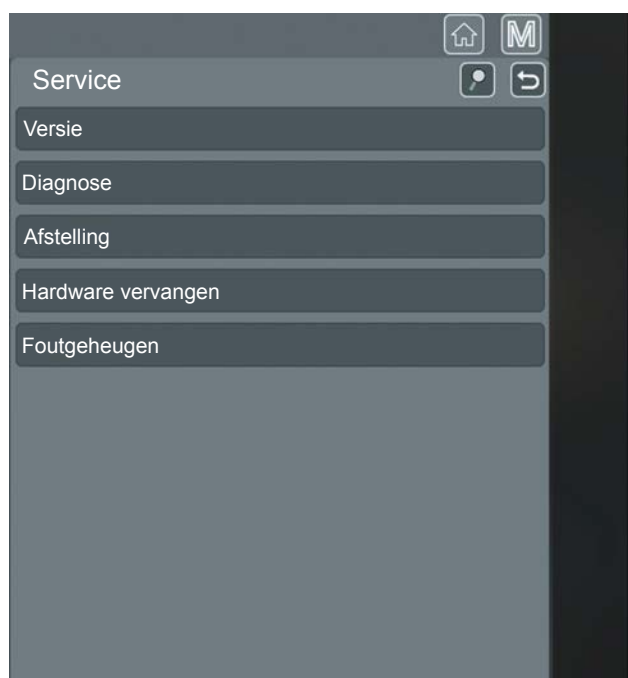 M
Service
Versie
Diagnose
Afstelling
Hardware vervangen
Foutgeheugen